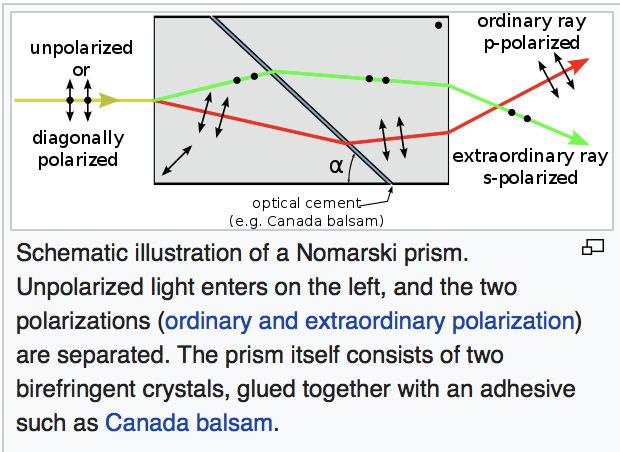 unpolarized
or
diagonally
polarized
ordinary ray
p-polarized
α
extraordinary ray
s-polarized
optical cement
(e.g. Canada balsam)
Schematic illustration of a Nomarski prism.
Unpolarized light enters on the left, and the two
polarizations (ordinary and extraordinary polarization)
are separated. The prism itself consists of two
birefringent crystals, glued together with an adhesive
such as Canada balsam.